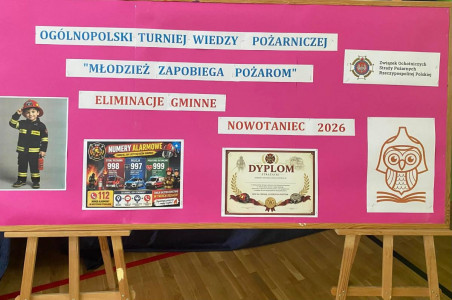 OGÓLNOPOLSKI TURNIEJ WIEDZY POŻARNICZEJ
"MŁODZIEŻ ZAPOBIEGA POŻAROM"
Związek Ochotniczych
Straży Pożarnych
Rzeczypospolitej Polskiej
ELIMINACJE GMINNE
NOWOTANIEC 2026
NUMERY ALARMOWE
998 997 999
112
DYPLOM